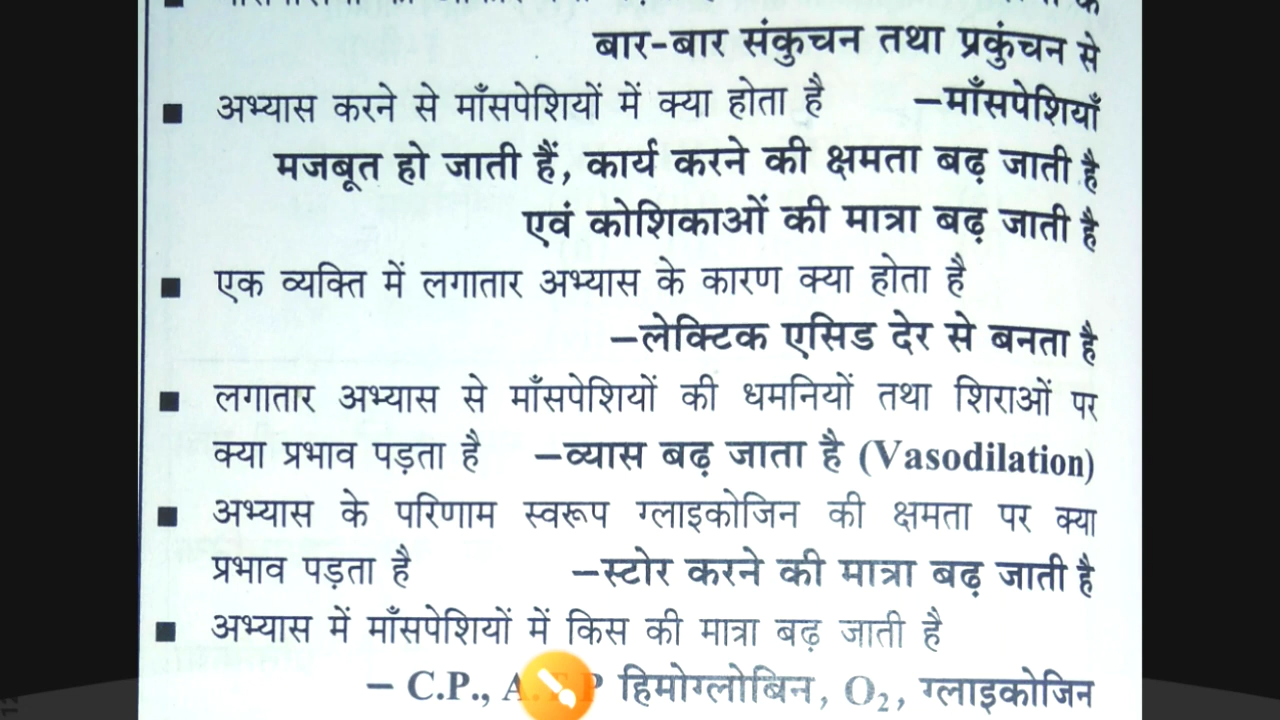 बार-बार संकुचन तथा प्रकुंचन से
■ अभ्यास करने से माँसपेशियों में क्या होता है –माँसपेशियाँ
मजबूत हो जाती हैं, कार्य करने की क्षमता बढ़ जाती है
एवं कोशिकाओं की मात्रा बढ़ जाती है
■ एक व्यक्ति में लगातार अभ्यास के कारण क्या होता है
–लेक्टिक एसिड देर से बनता है
■ लगातार अभ्यास से माँसपेशियों की धमनियों तथा शिराओं पर
क्या प्रभाव पड़ता है –व्यास बढ़ जाता है (Vasodilation)
■ अभ्यास के परिणाम स्वरूप ग्लाइकोजिन की क्षमता पर क्या
प्रभाव पड़ता है –स्टोर करने की मात्रा बढ़ जाती है
■ अभ्यास में माँसपेशियों में किस की मात्रा बढ़ जाती है
– C.P., हिमोग्लोबिन, O₂, ग्लाइकोजिन